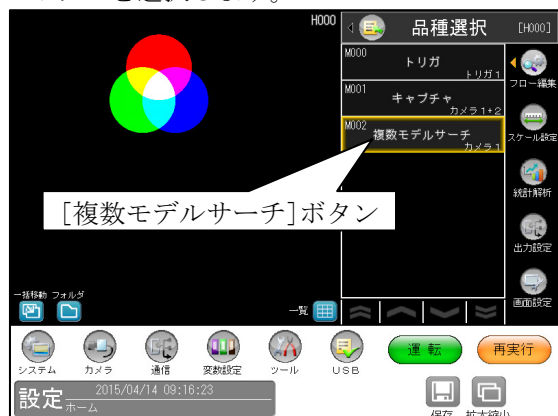 H000
品種選択
[H000]
M000
トリガ
トリガ1
フロー編集
M001
キャプチャ
カメラ1+2
M002
複数モデルサーチ
カメラ1
スケール設定
統計解析
[複数モデルサーチ]ボタン
出力設定
一括移動 フォルダ
一覧
画面設定
システム
カメラ
通信
変数設定
ツール
USB
運転
再実行
設定
2015/04/14 09:16:23
ホーム
保存
拡大縮小